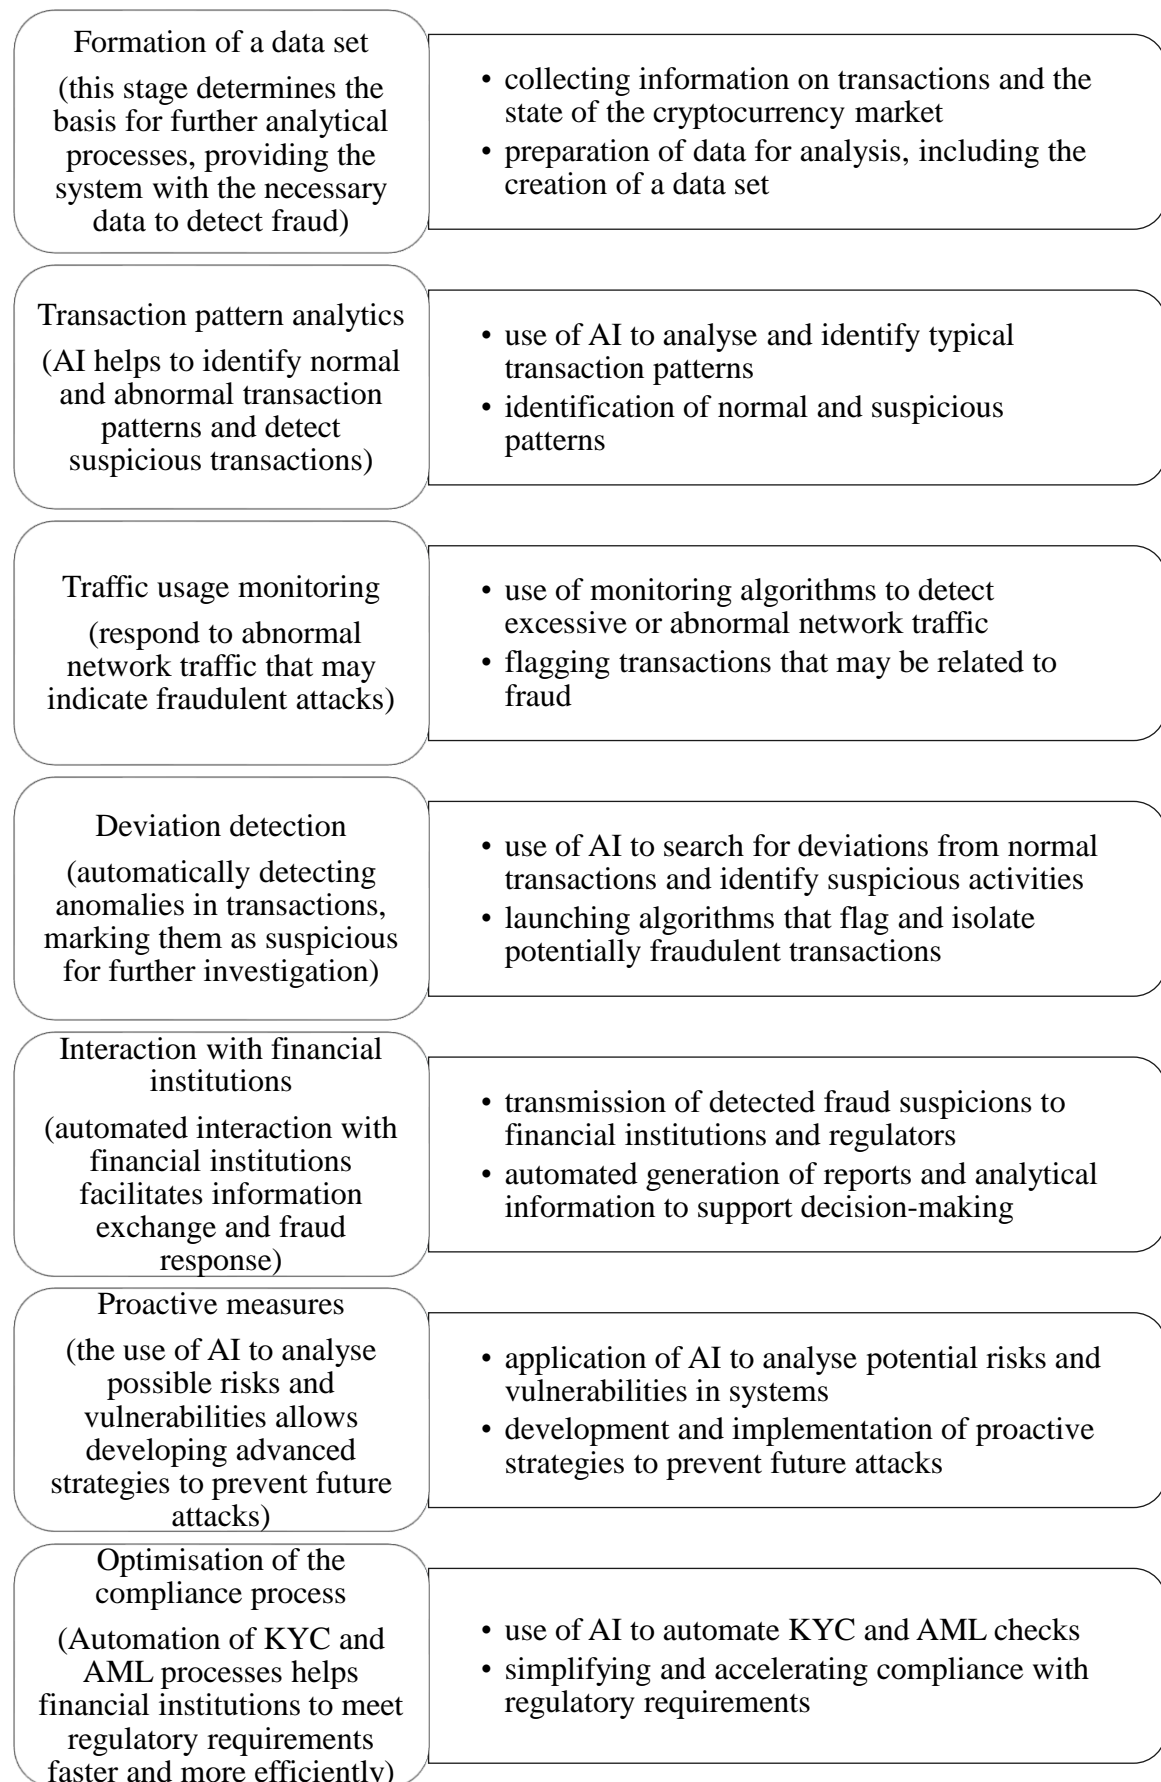 Formation of a data set
(this stage determines the
basis for further analytical
processes, providing the
system with the necessary
data to detect fraud)
• collecting information on transactions and the
state of the cryptocurrency market
• preparation of data for analysis, including the
creation of a data set
Transaction pattern analytics
(AI helps to identify normal
and abnormal transaction
patterns and detect
suspicious transactions)
• use of AI to analyse and identify typical
transaction patterns
• identification of normal and suspicious
patterns
Traffic usage monitoring
(respond to abnormal
network traffic that may
indicate fraudulent attacks)
• use of monitoring algorithms to detect
excessive or abnormal network traffic
• flagging transactions that may be related to
fraud
Deviation detection
(automatically detecting
anomalies in transactions,
marking them as suspicious
for further investigation)
• use of AI to search for deviations from normal
transactions and identify suspicious activities
• launching algorithms that flag and isolate
potentially fraudulent transactions
Interaction with financial
institutions
(automated interaction with
financial institutions
facilitates information
exchange and fraud
response)
• transmission of detected fraud suspicions to
financial institutions and regulators
• automated generation of reports and analytical
information to support decision-making
Proactive measures
(the use of AI to analyse
possible risks and
vulnerabilities allows
developing advanced
strategies to prevent future
attacks)
• application of AI to analyse potential risks and
vulnerabilities in systems
• development and implementation of proactive
strategies to prevent future attacks
Optimisation of the
compliance process
(Automation of KYC and
AML processes helps
financial institutions to meet
regulatory requirements
faster and more efficiently)
• use of AI to automate KYC and AML checks
• simplifying and accelerating compliance with
regulatory requirements